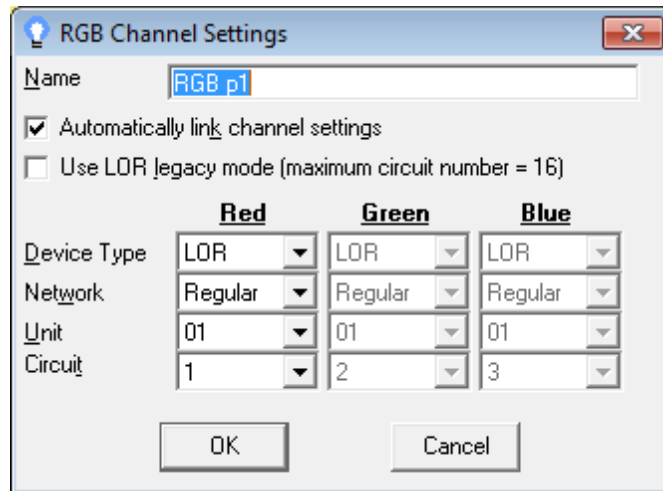 RGB Channel Settings
Name RGB p1
Automatically link channel settings
Use LOR legacy mode (maximum circuit number = 16)
Red Green Blue
Device Type LOR LOR LOR
Network Regular Regular Regular
Unit 01 01 01
Circuit 1 2 3
OK Cancel